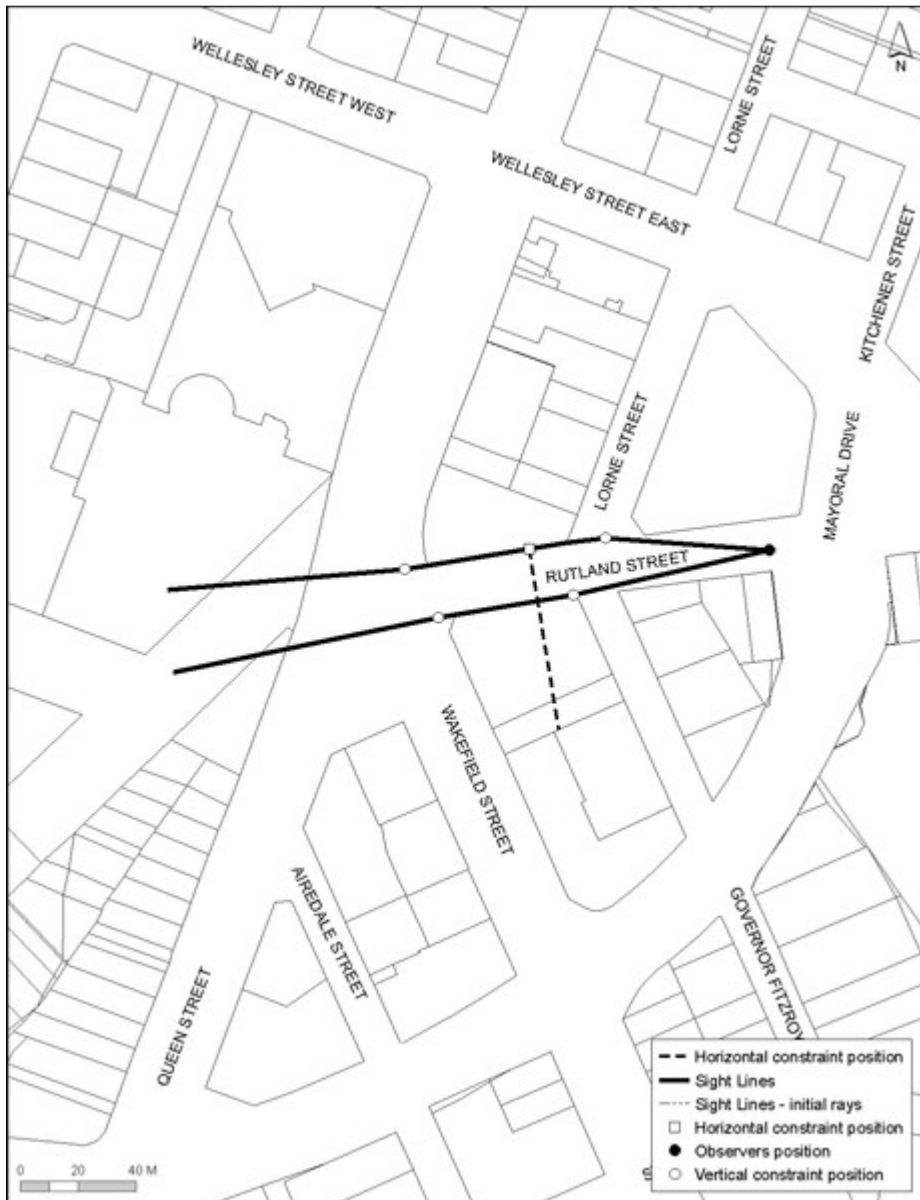 WELLESLEY STREET WEST
LORNE STREET
N
WELLESLEY STREET EAST
KITCHENER STREET
LORNE STREET
MAYORAL DRIVE
RUTLAND STREET
WAKEFIELD STREET
AIREDALE STREET
GOVERNOR FITZROY
QUEEN STREET
Horizontal constraint position
Sight Lines
Sight Lines - initial rays
Horizontal constraint position
Observers position
Vertical constraint position
0 20 40 M